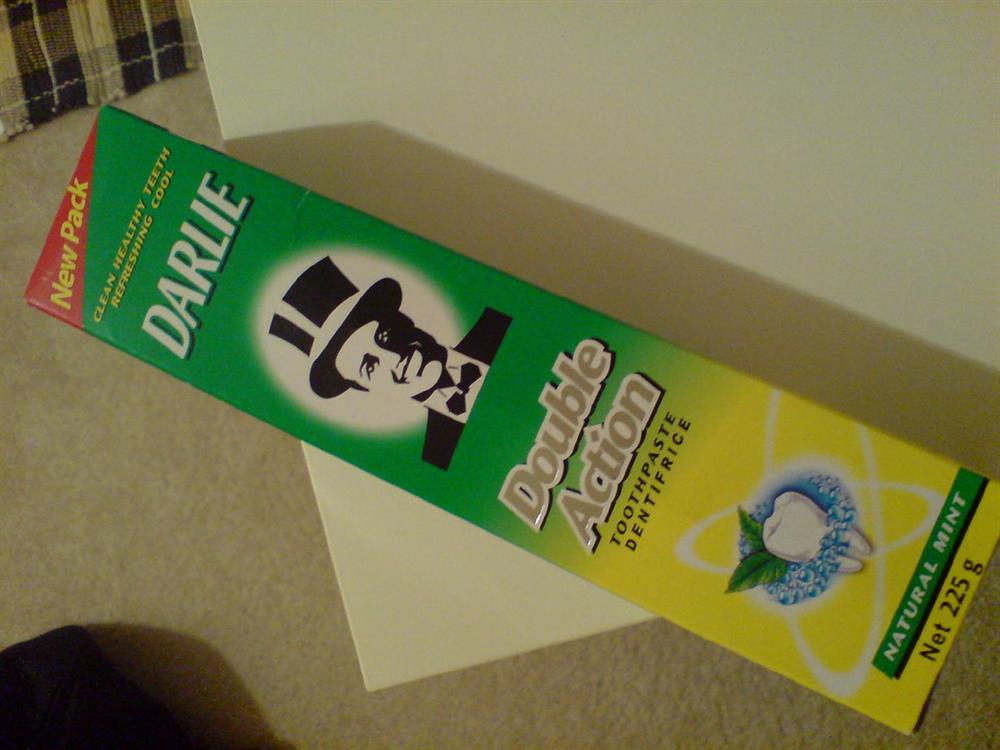 New Pack
CLEAN HEALTHY TEETH
REFRESHING COOL
DARLIE
Double
Action
TOOTHPASTE
DENTIFRICE
NATURAL MINT
Net 225 g